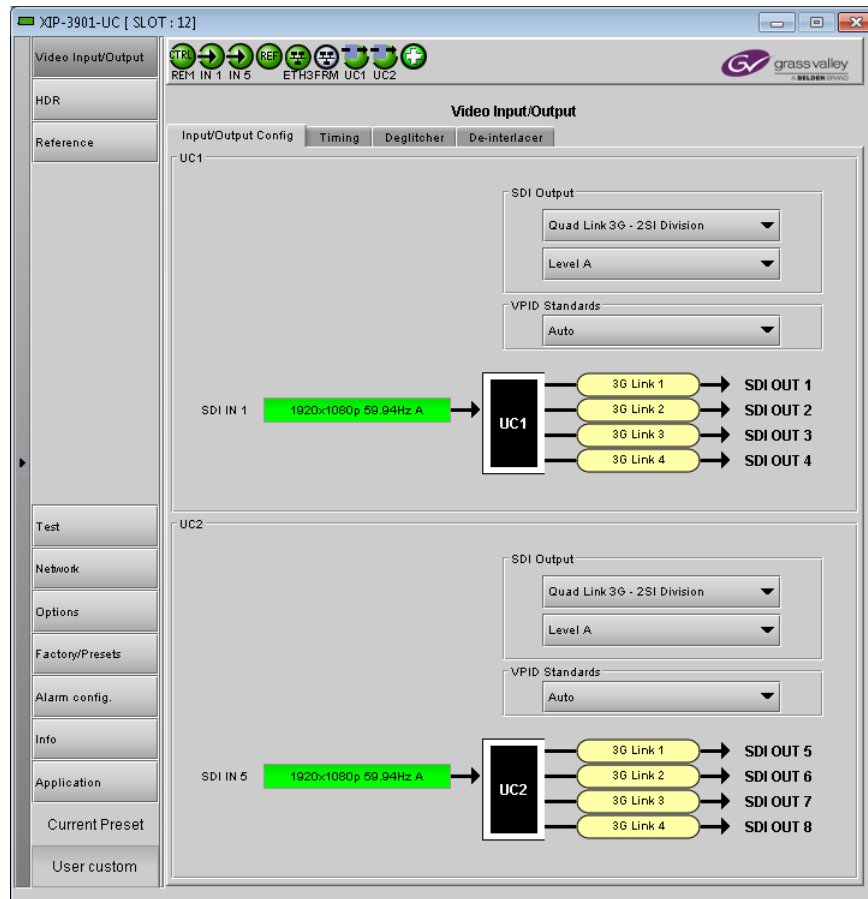 XIP-3901-UC [ SLOT : 12]
Video Input/Output
HDR
Reference
Test
Network
Options
Factory/Presets
Alarm config.
Info
Application
Current Preset
User custom
CTRL REF
REM IN 1 IN 5 ETH3FRM UC1 UC2
GV grass valley
A BELDEN BRAND
Video Input/Output
Input/Output Config Timing Deglitcher De-interlacer
UC1
SDI Output
Quad Link 3G - 2SI Division
Level A
VPID Standards
Auto
SDI IN 1 1920x1080p 59.94Hz A UC1
3G Link 1 SDI OUT 1
3G Link 2 SDI OUT 2
3G Link 3 SDI OUT 3
3G Link 4 SDI OUT 4
UC2
SDI Output
Quad Link 3G - 2SI Division
Level A
VPID Standards
Auto
SDI IN 5 1920x1080p 59.94Hz A UC2
3G Link 1 SDI OUT 5
3G Link 2 SDI OUT 6
3G Link 3 SDI OUT 7
3G Link 4 SDI OUT 8